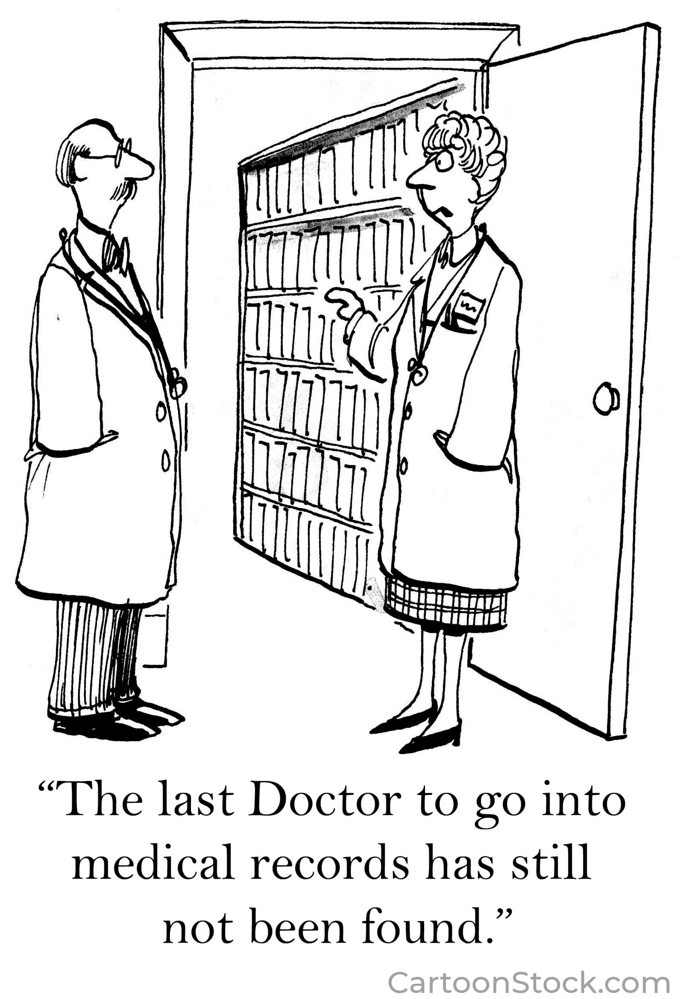 “The last Doctor to go into
medical records has still
not been found.”
CartoonStock.com